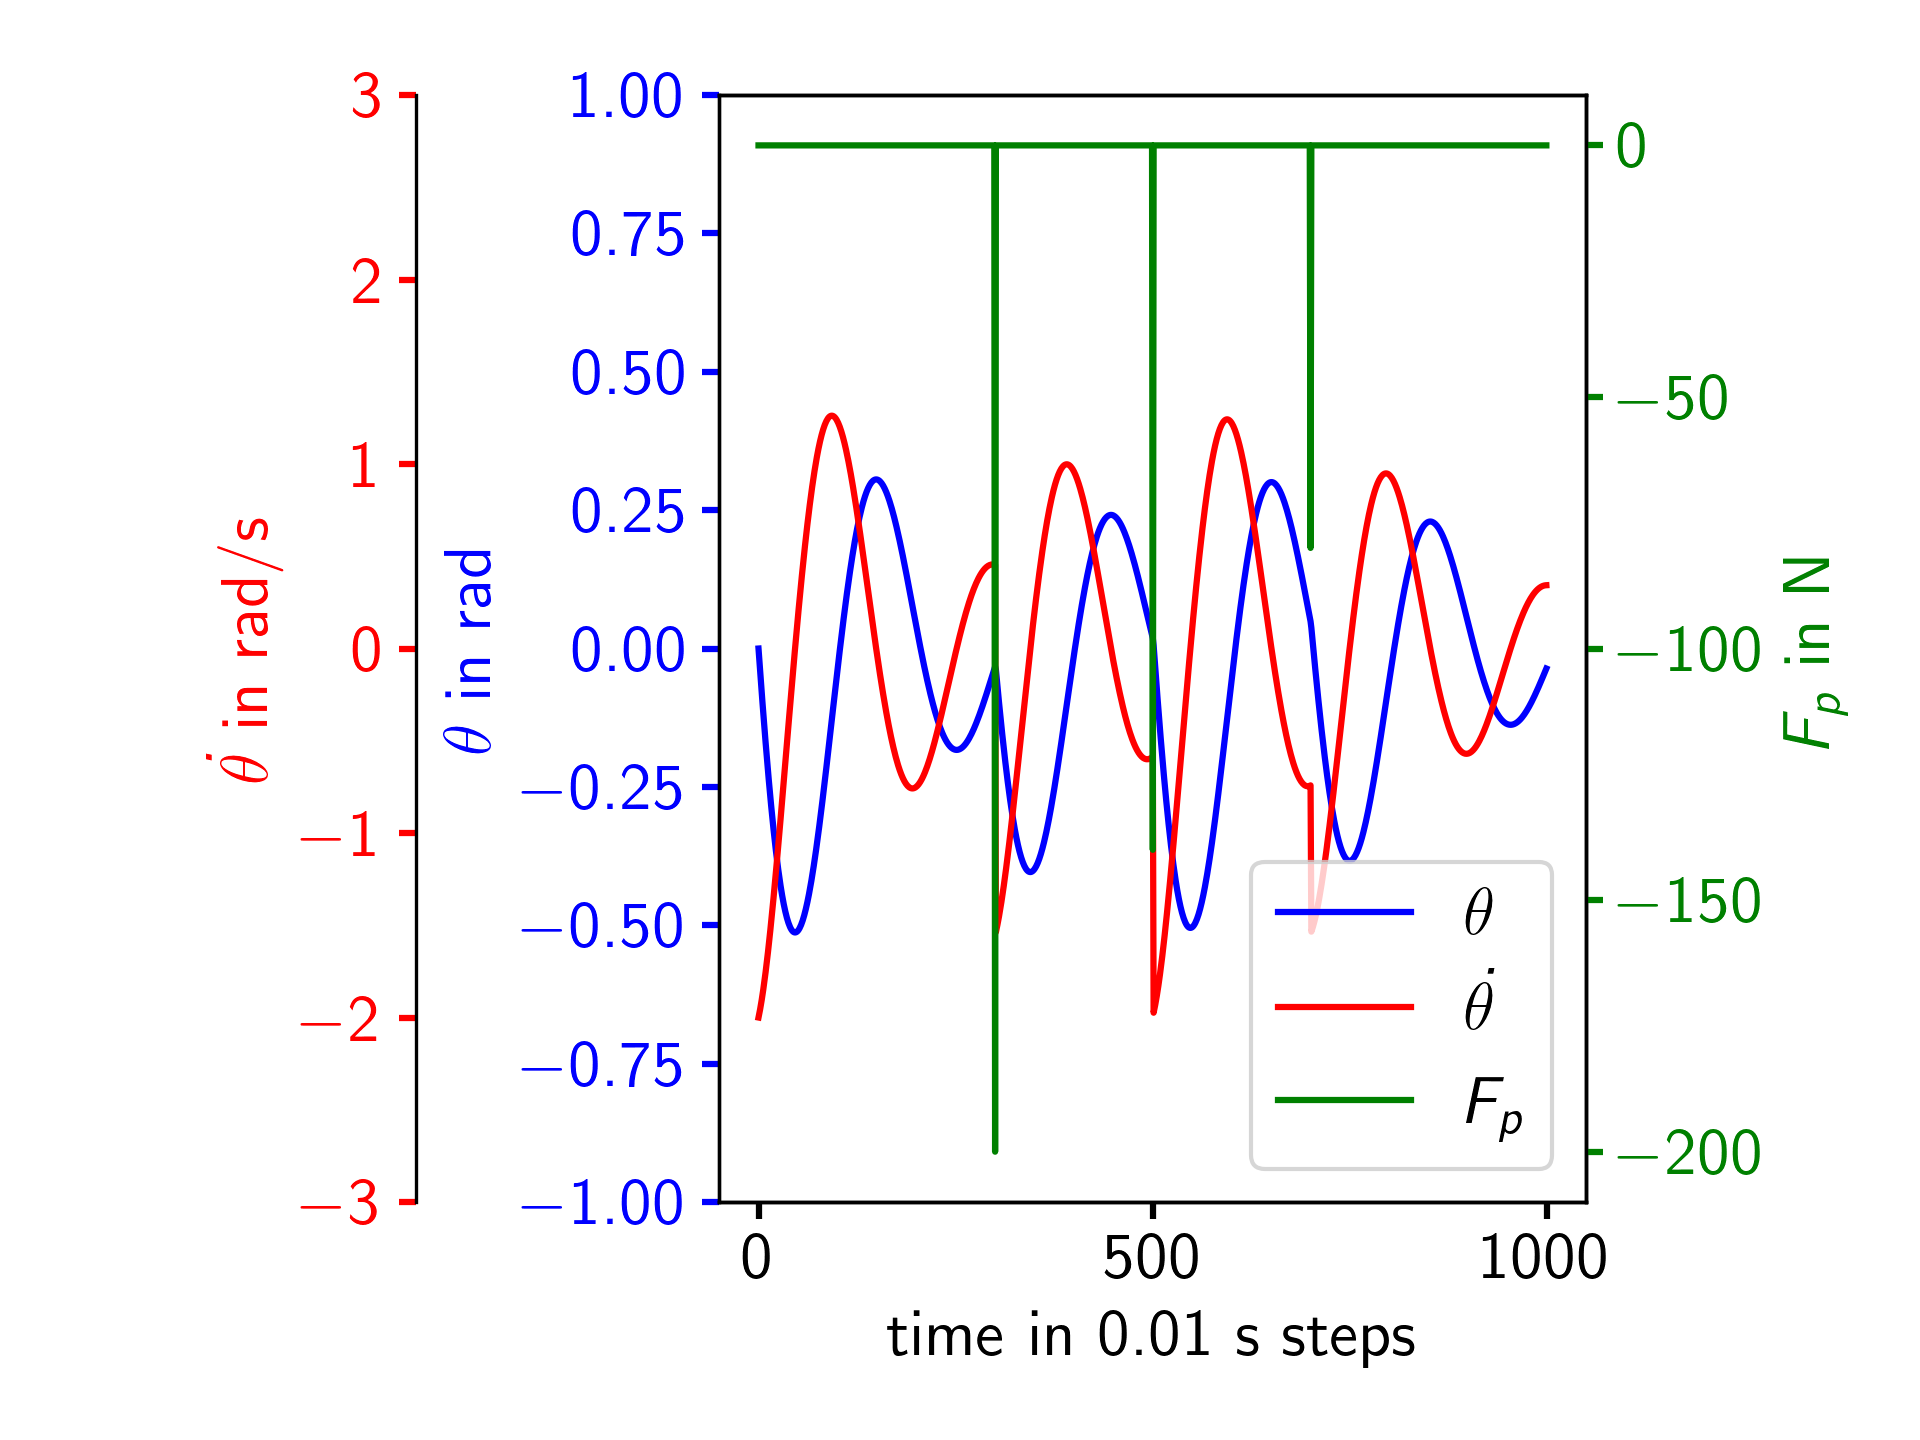 3
2
1
0
−1
−2
−3
θ̇ in rad/s
1.00
0.75
0.50
0.25
0.00
−0.25
−0.50
−0.75
−1.00
θ in rad
0
−50
−100
−150
−200
F_p in N
θ
θ̇
F_p
0 500 1000
time in 0.01 s steps